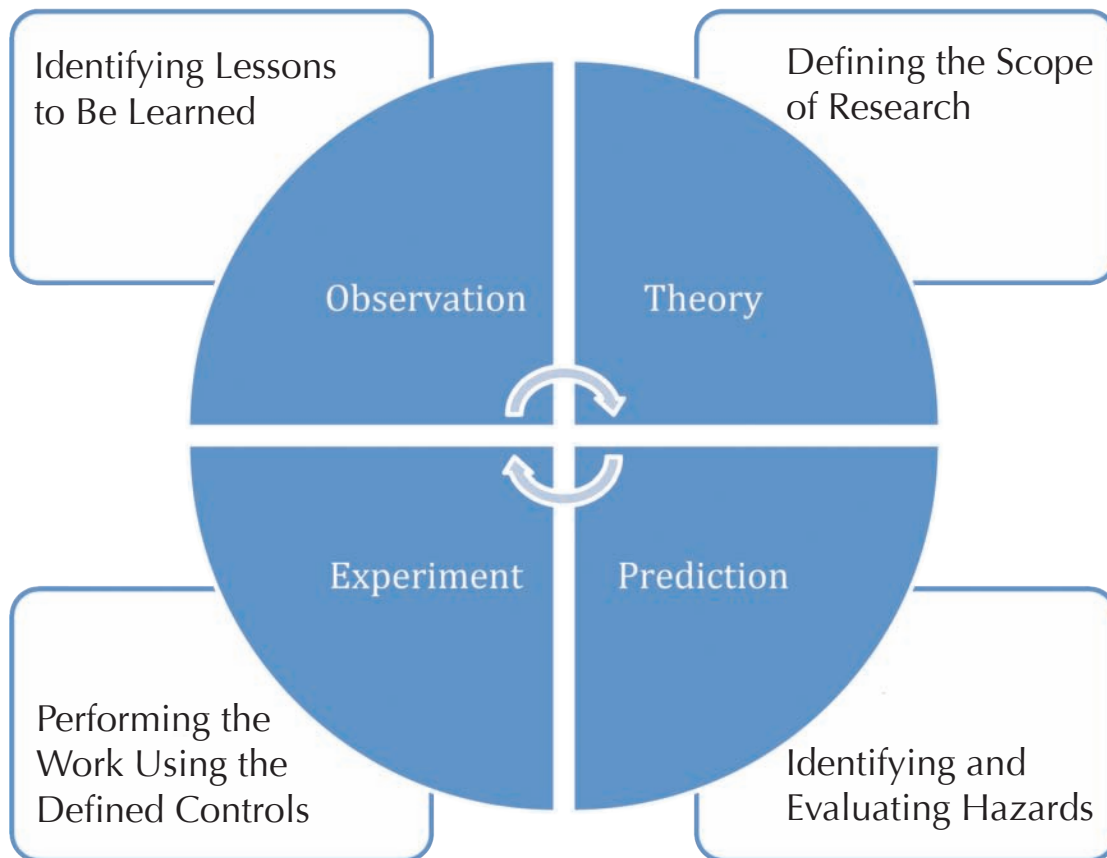 Identifying Lessons
to Be Learned
Defining the Scope
of Research
Observation
Theory
Experiment
Prediction
Performing the
Work Using the
Defined Controls
Identifying and
Evaluating Hazards